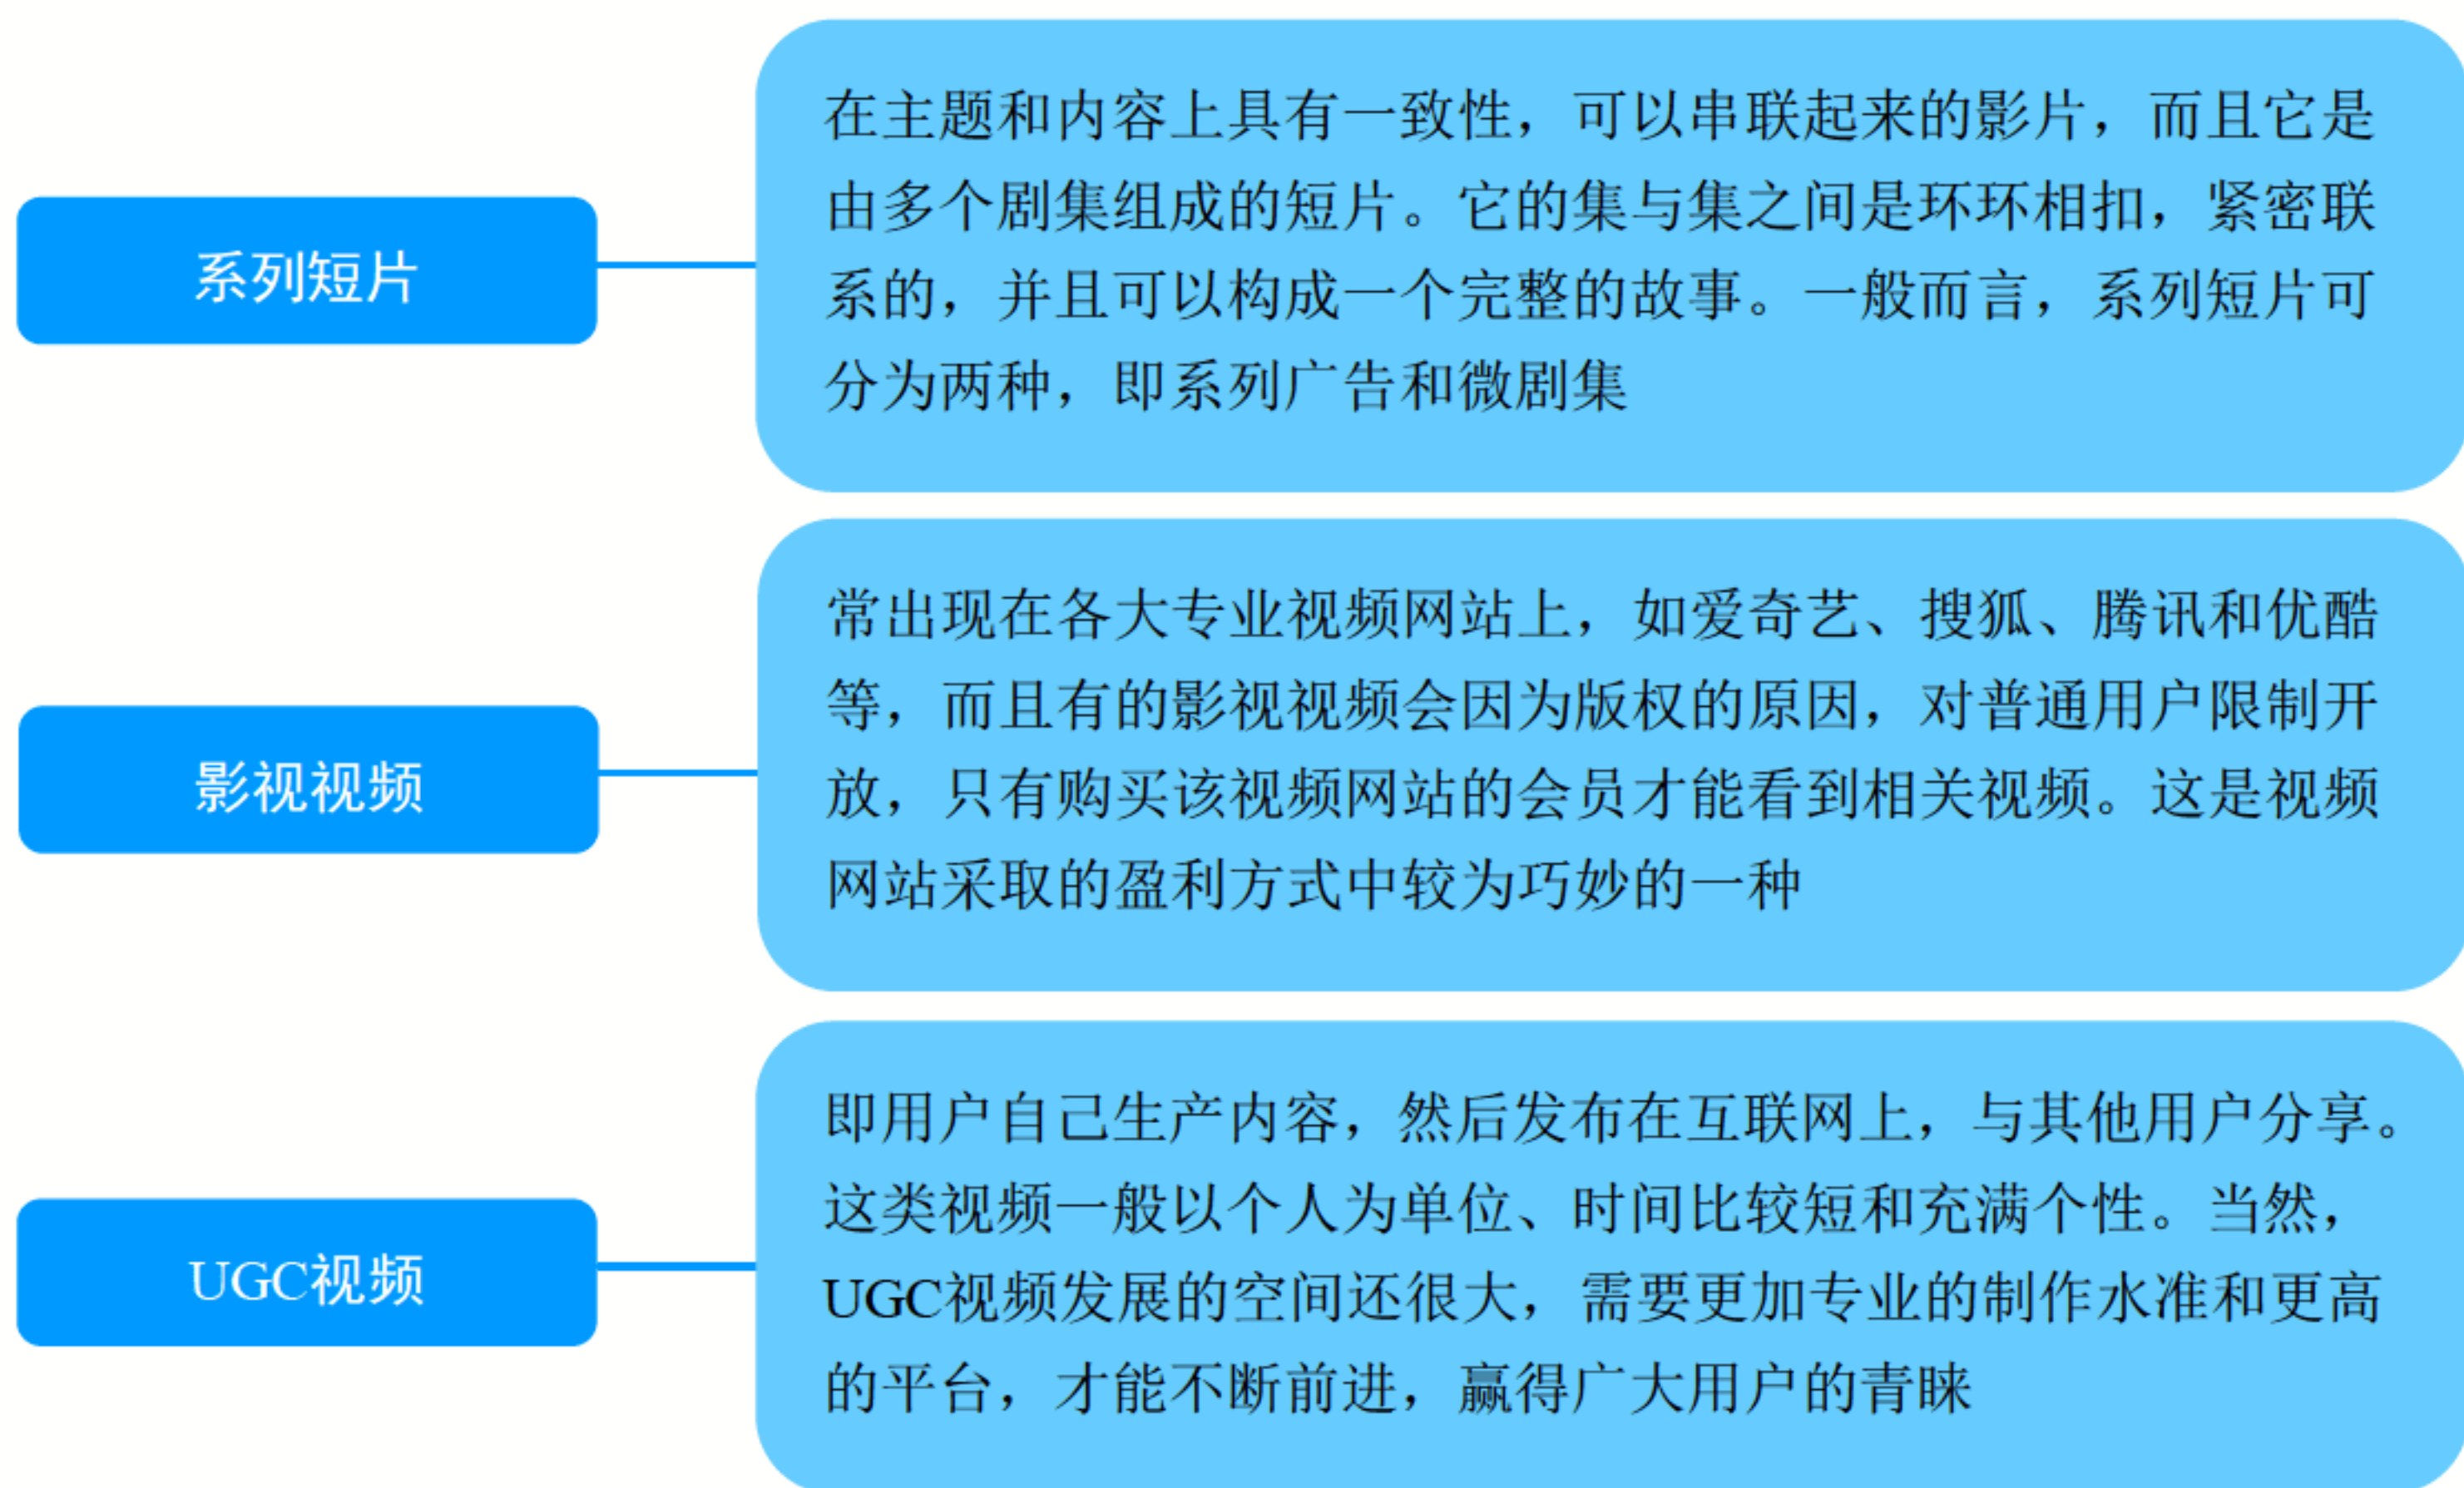 系列短片
在主题和内容上具有一致性，可以串联起来的影片，而且它是
由多个剧集组成的短片。它的集与集之间是环环相扣，紧密联
系的，并且可以构成一个完整的故事。一般而言，系列短片可
分为两种，即系列广告和微剧集
影视视频
常出现在各大专业视频网站上，如爱奇艺、搜狐、腾讯和优酷
等，而且有的影视视频会因为版权的原因，对普通用户限制开
放，只有购买该视频网站的会员才能看到相关视频。这是视频
网站采取的盈利方式中较为巧妙的一种
UGC视频
即用户自己生产内容，然后发布在互联网上，与其他用户分享。
这类视频一般以个人为单位、时间比较短和充满个性。当然，
UGC视频发展的空间还很大，需要更加专业的制作水准和更高
的平台，才能不断前进，赢得广大用户的青睐